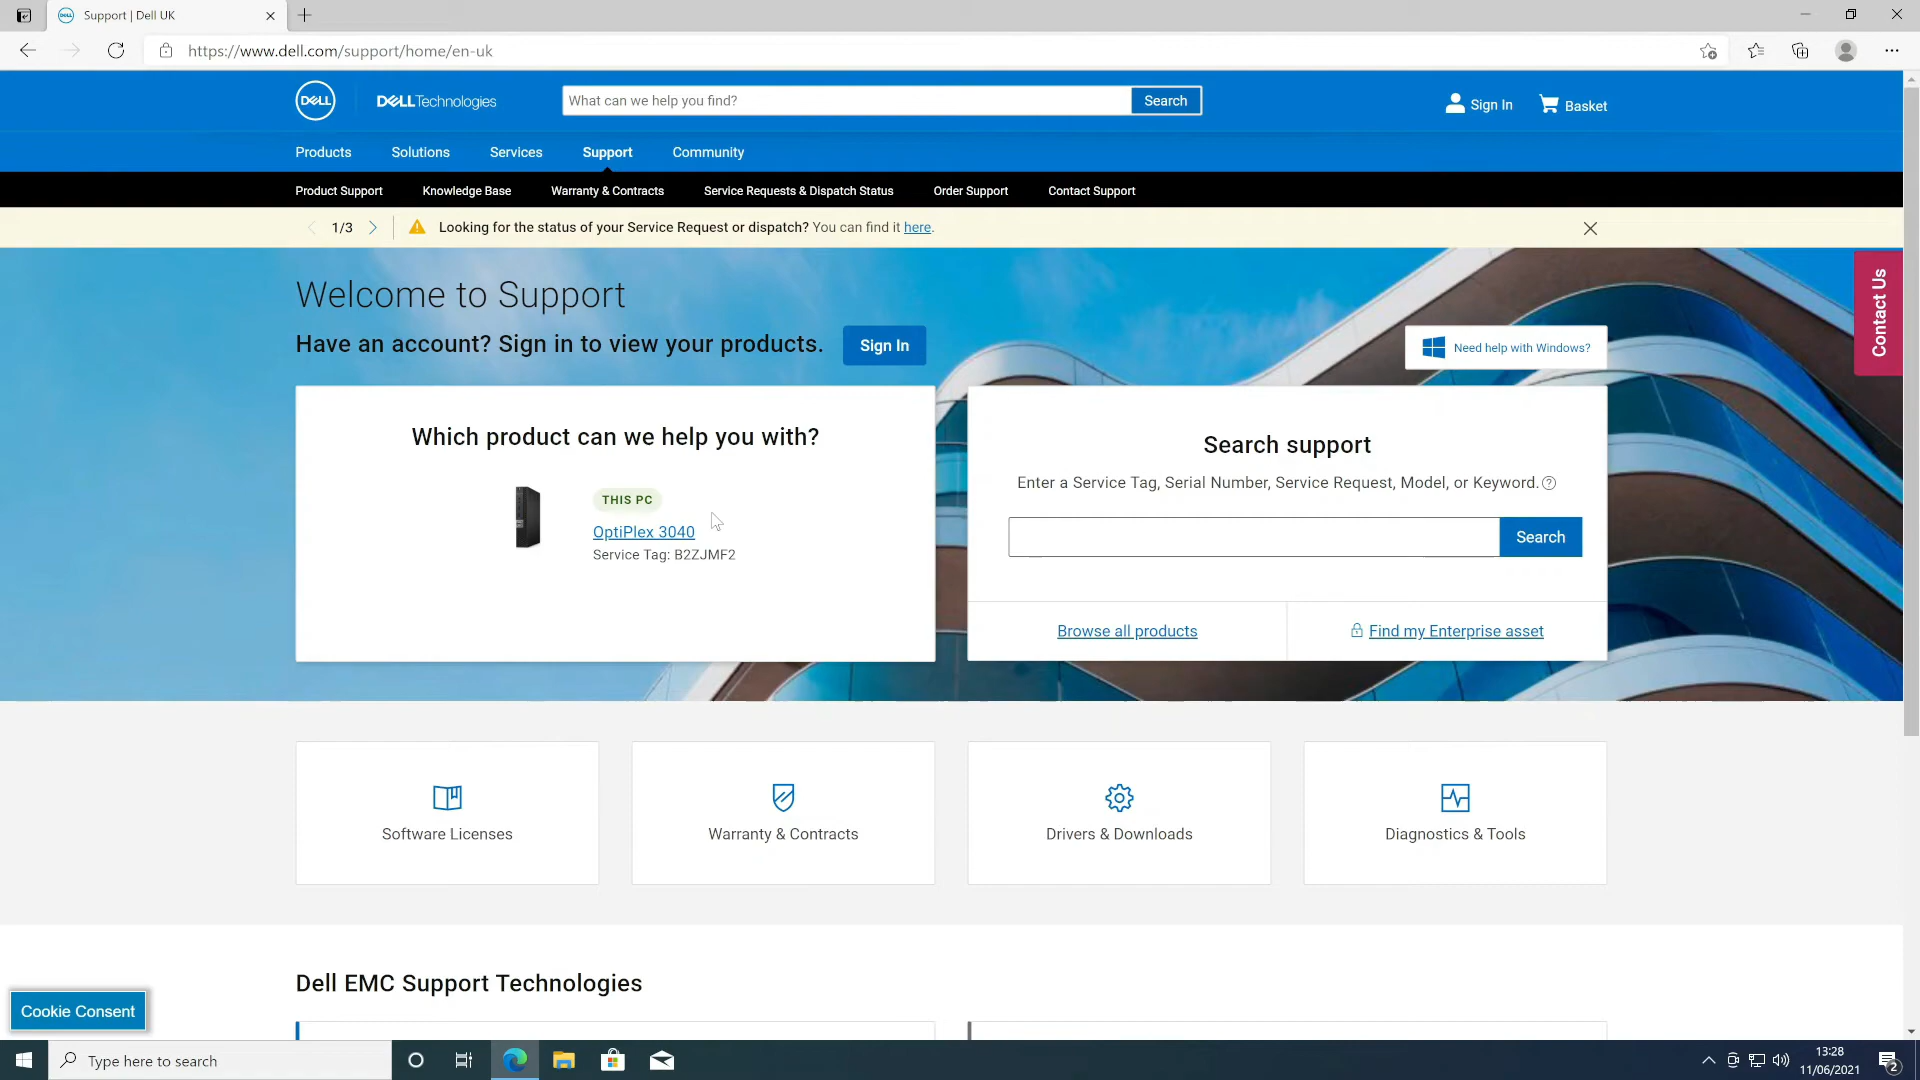 Support | Dell UK
https://www.dell.com/support/home/en-uk
DELL
DELLTechnologies
What can we help you find?
Search
Sign In
Basket
Products
Solutions
Services
Support
Community
Product Support
Knowledge Base
Warranty & Contracts
Service Requests & Dispatch Status
Order Support
Contact Support
1/3
Looking for the status of your Service Request or dispatch? You can find it here.
Contact Us
Welcome to Support
Have an account? Sign in to view your products.
Sign In
Need help with Windows?
Which product can we help you with?
THIS PC
OptiPlex 3040
Service Tag: B2ZJMF2
Search support
Enter a Service Tag, Serial Number, Service Request, Model, or Keyword.
Search
Browse all products
Find my Enterprise asset
Software Licenses
Warranty & Contracts
Drivers & Downloads
Diagnostics & Tools
Dell EMC Support Technologies
Cookie Consent
Type here to search
13:28
11/06/2021
2